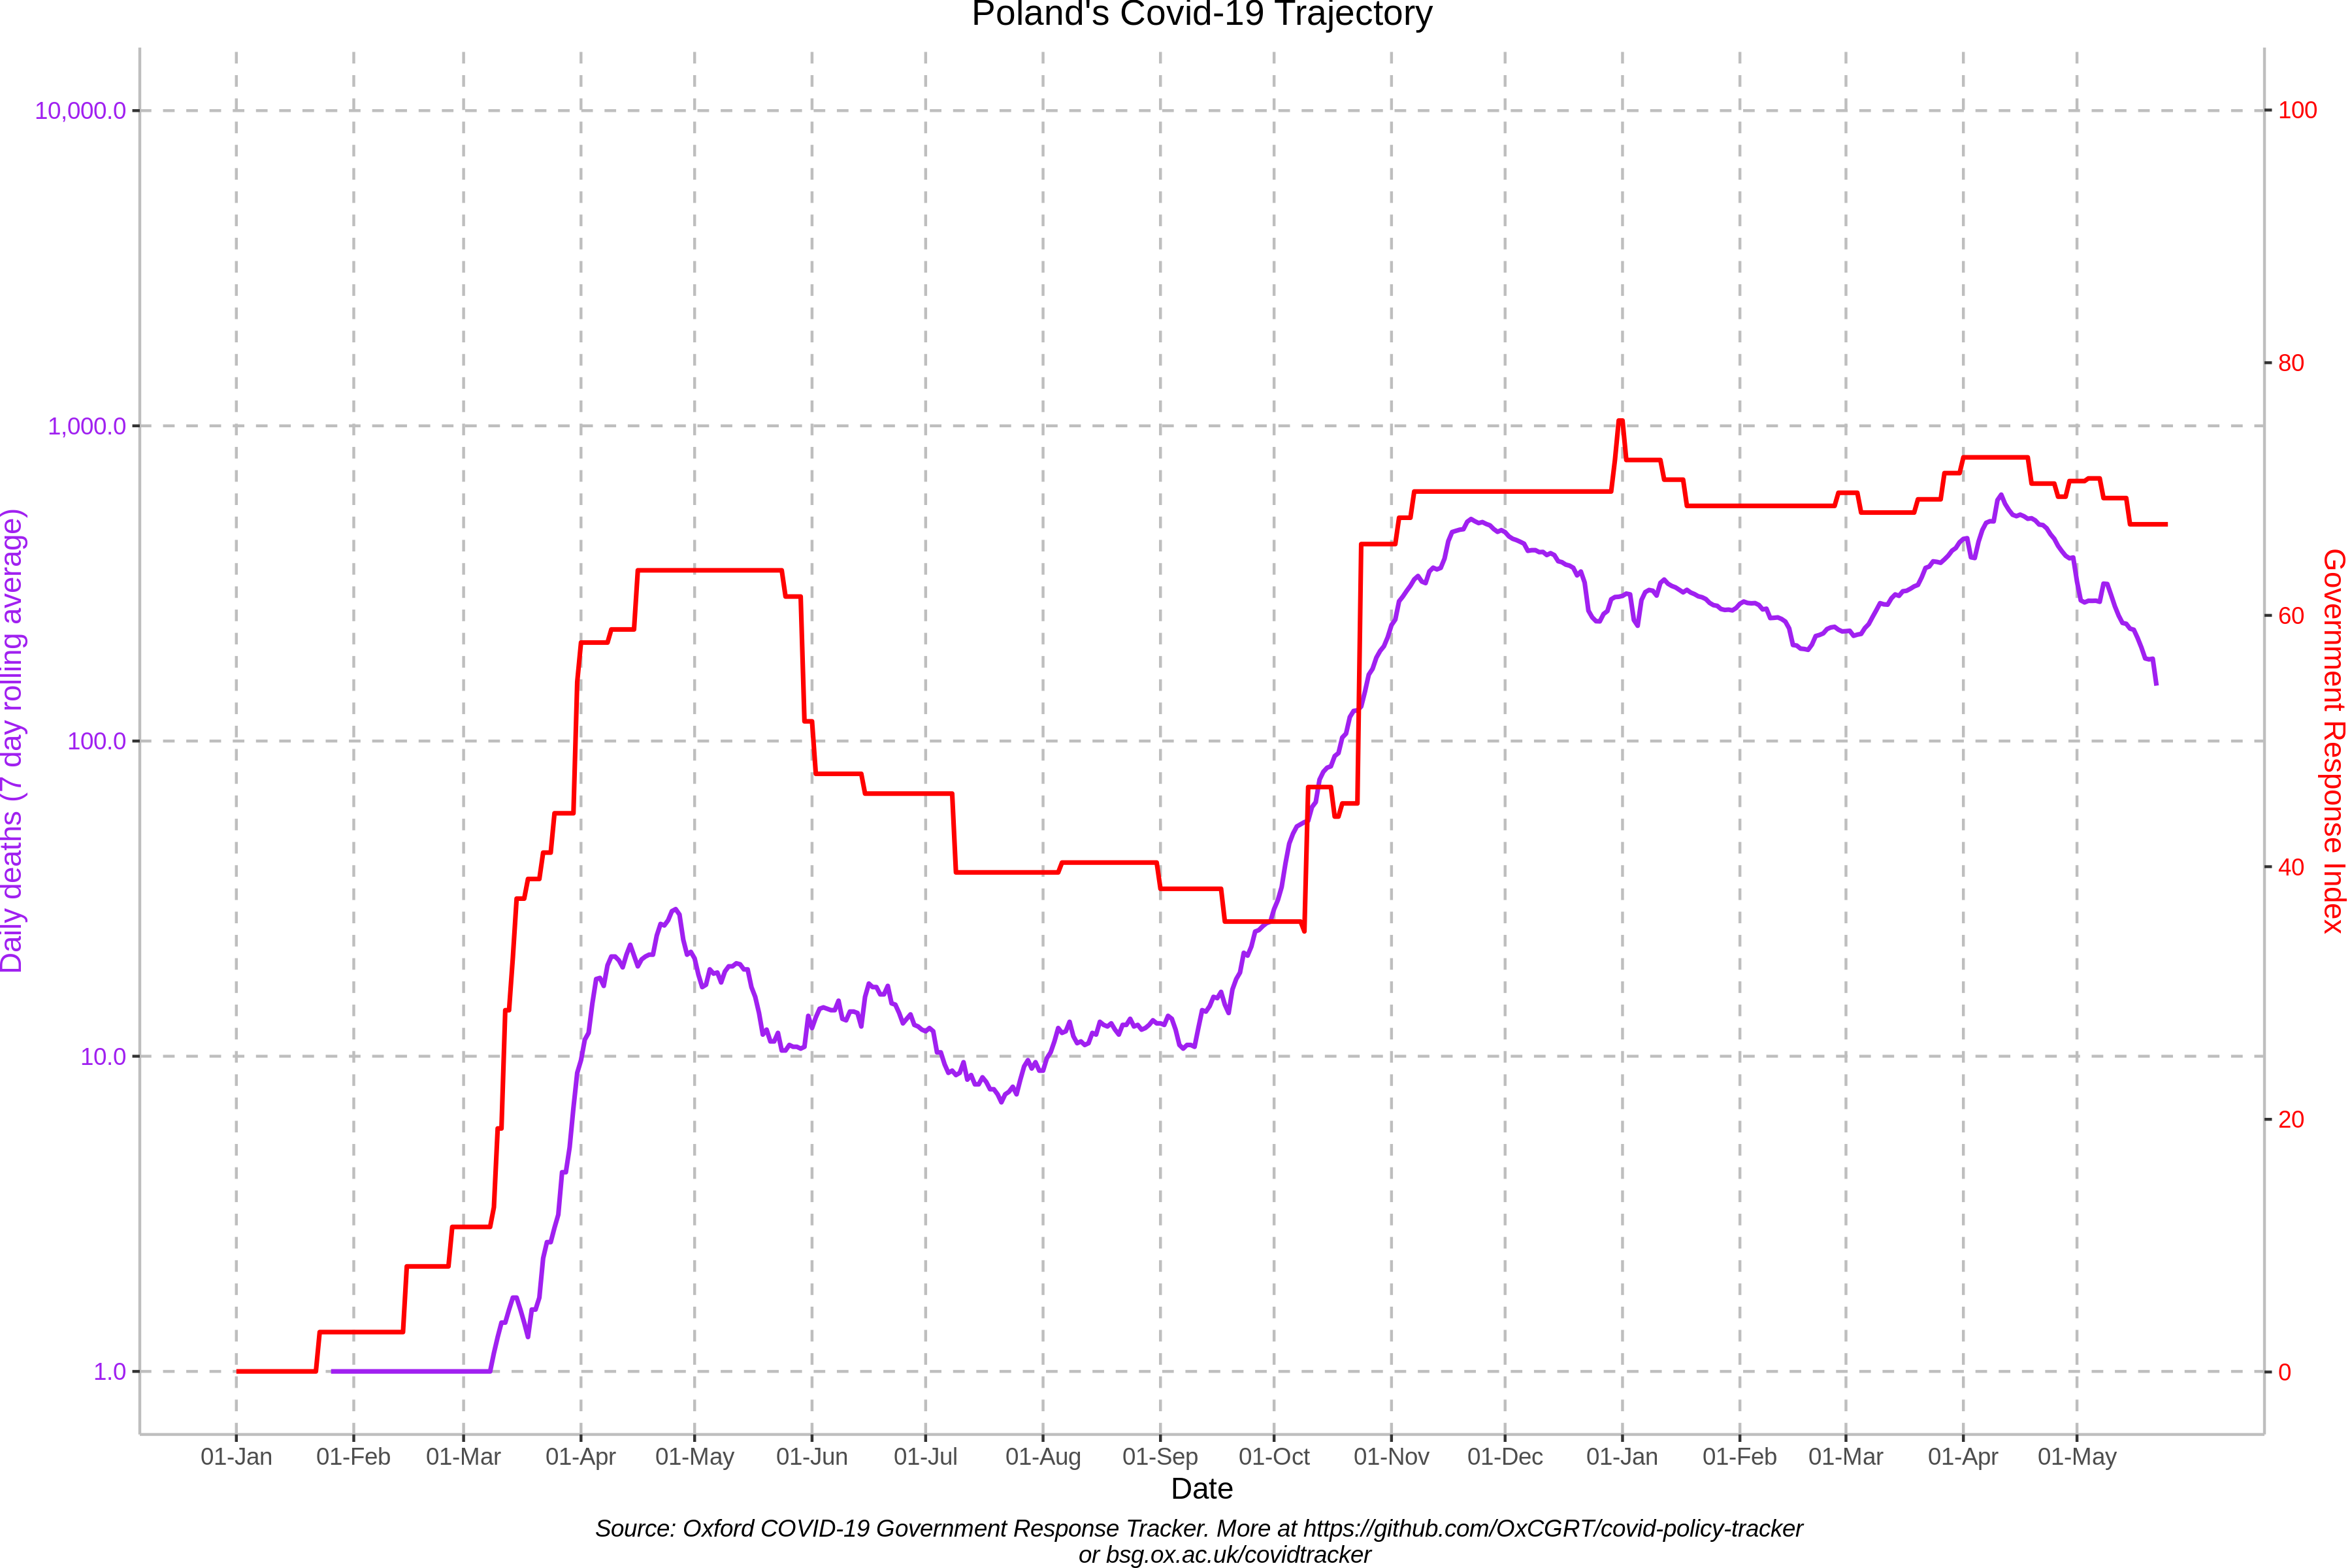 Poland's Covid-19 Trajectory
10,000.0
1,000.0
100.0
10.0
1.0
Daily deaths (7 day rolling average)
100
80
60
40
20
0
Government Response Index
01-Jan 01-Feb 01-Mar 01-Apr 01-May 01-Jun 01-Jul 01-Aug 01-Sep 01-Oct 01-Nov 01-Dec 01-Jan 01-Feb 01-Mar 01-Apr 01-May
Date
Source: Oxford COVID-19 Government Response Tracker. More at https://github.com/OxCGRT/covid-policy-tracker
or bsg.ox.ac.uk/covidtracker